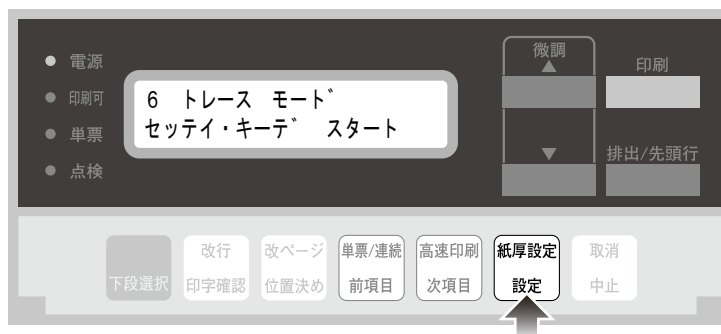 電源
印刷可
単票
点検
6 トレース モード
セッテイ・キーデ スタート
微調
▲
▼
印刷
排出/先頭行
下段選択
改行
印字確認
改ページ
位置決め
単票/連続
前項目
高速印刷
次項目
紙厚設定
設定
取消
中止